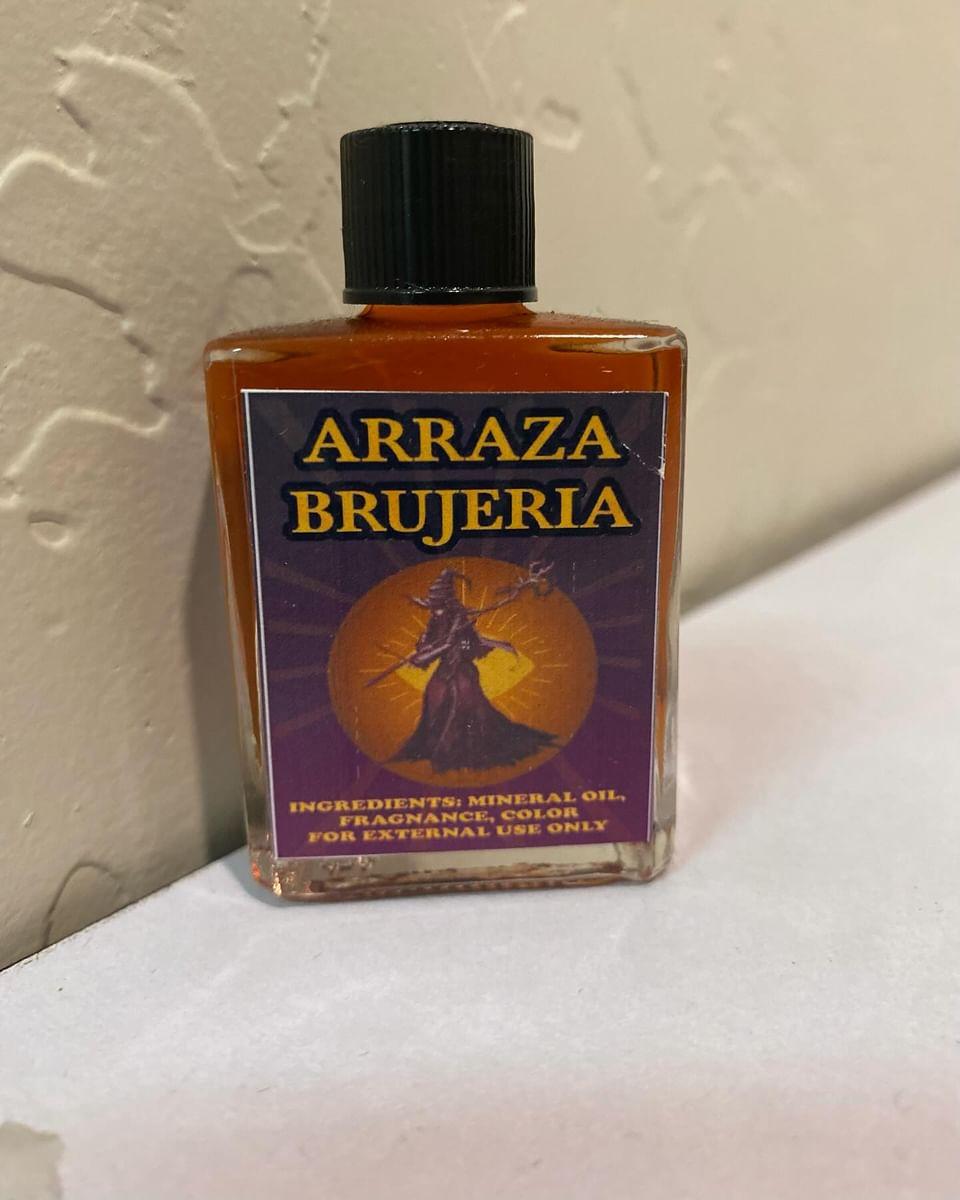 ARRAZA
BRUJERIA
INGREDIENTS: MINERAL OIL,
FRAGNANCE, COLOR
FOR EXTERNAL USE ONLY